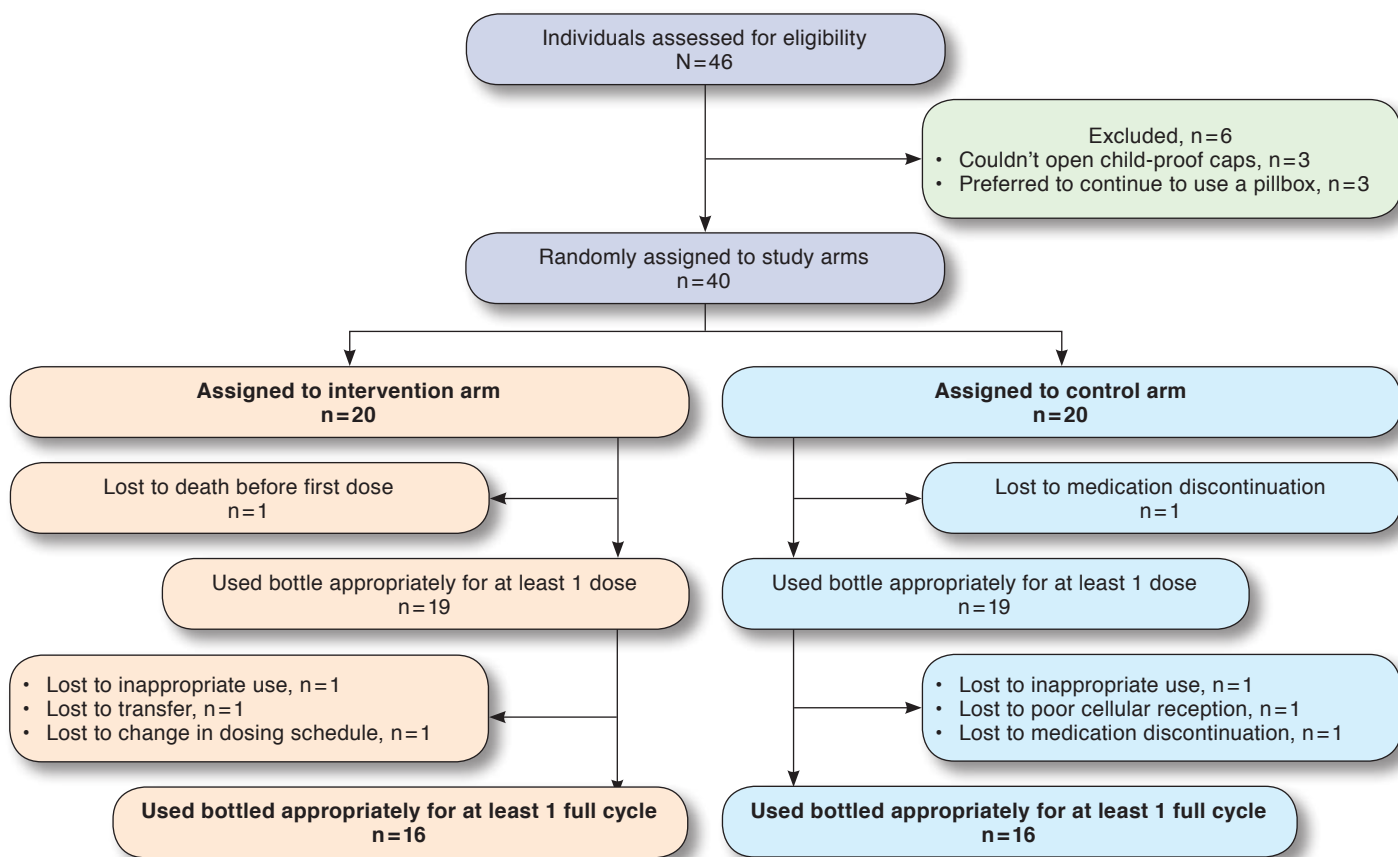 Individuals assessed for eligibility
N=46
Excluded, n=6
• Couldn't open child-proof caps, n=3
• Preferred to continue to use a pillbox, n=3
Randomly assigned to study arms
n=40
Assigned to intervention arm
n=20
Assigned to control arm
n=20
Lost to death before first dose
n=1
Lost to medication discontinuation
n=1
Used bottle appropriately for at least 1 dose
n=19
Used bottle appropriately for at least 1 dose
n=19
• Lost to inappropriate use, n=1
• Lost to transfer, n=1
• Lost to change in dosing schedule, n=1
• Lost to inappropriate use, n=1
• Lost to poor cellular reception, n=1
• Lost to medication discontinuation, n=1
Used bottled appropriately for at least 1 full cycle
n=16
Used bottled appropriately for at least 1 full cycle
n=16